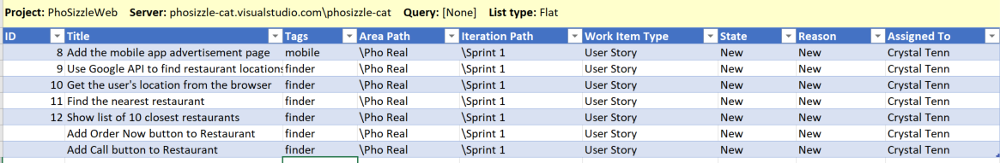 Project: PhoSizzleWeb Server: phosizzle-cat.visualstudio.com\phosizzle-cat Query: [None] List type: Flat
ID Title Tags Area Path Iteration Path Work Item Type State Reason Assigned To
8 Add the mobile app advertisement page mobile \Pho Real \Sprint 1 User Story New New Crystal Tenn
9 Use Google API to find restaurant locations finder \Pho Real \Sprint 1 User Story New New Crystal Tenn
10 Get the user's location from the browser finder \Pho Real \Sprint 1 User Story New New Crystal Tenn
11 Find the nearest restaurant finder \Pho Real \Sprint 1 User Story New New Crystal Tenn
12 Show list of 10 closest restaurants finder \Pho Real \Sprint 1 User Story New New Crystal Tenn
Add Order Now button to Restaurant finder \Pho Real \Sprint 1 User Story New New Crystal Tenn
Add Call button to Restaurant finder \Pho Real \Sprint 1 User Story New New Crystal Tenn